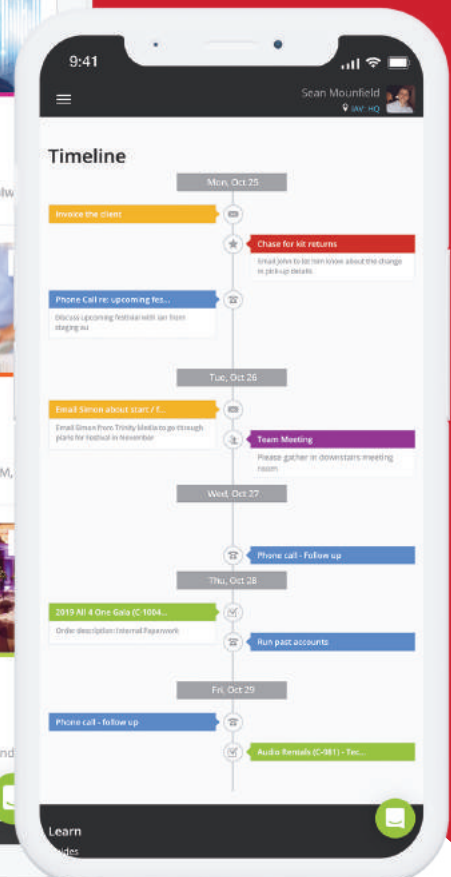 9:41
Sean Mounfield
IAV: HQ
Timeline
Mon, Oct 25
Invoice the client
Chase for kit returns
Email John to let him know about the change
in pick-up details
Phone Call re: upcoming fes...
Discuss upcoming festival with Ian from
staging eu
Tue, Oct 26
Email Simon about start / f...
Email Simon from Trinity Media to go through
plans for festival in November
Team Meeting
Please gather in downstairs meeting
room
Wed, Oct 27
Phone call - Follow up
Thu, Oct 28
2019 All 4 One Gala (C-1004...
Order description: Internal Paperwork
Run past accounts
Fri, Oct 29
Phone call - follow up
Audio Rentals (C-981) - Tec...
Learn